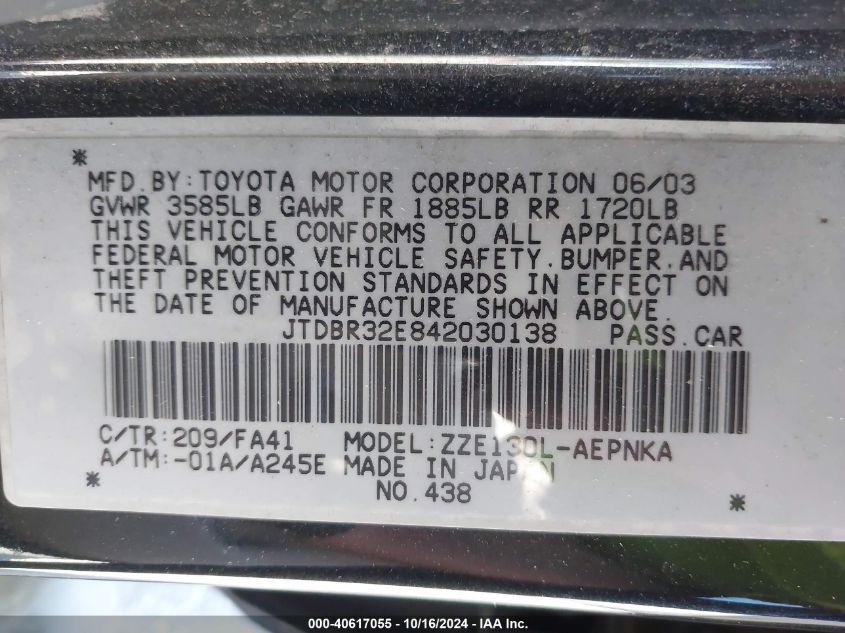 *
MFD.BY:TOYOTA MOTOR CORPORATION 06/03
GVWR 3585LB GAWR FR 1885LB RR 1720LB
THIS VEHICLE CONFORMS TO ALL APPLICABLE
FEDERAL MOTOR VEHICLE SAFETY.BUMPER.AND
THEFT PREVENTION STANDARDS IN EFFECT ON
THE DATE OF MANUFACTURE SHOWN ABOVE.
JTDBR32E842030138 PASS.CAR
C/TR:209/FA41 MODEL:ZZE130L-AEPNKA
A/TM:-01A/A245E MADE IN JAPAN
* NO.438 *
000-40617055 - 10/16/2024 - IAA Inc.